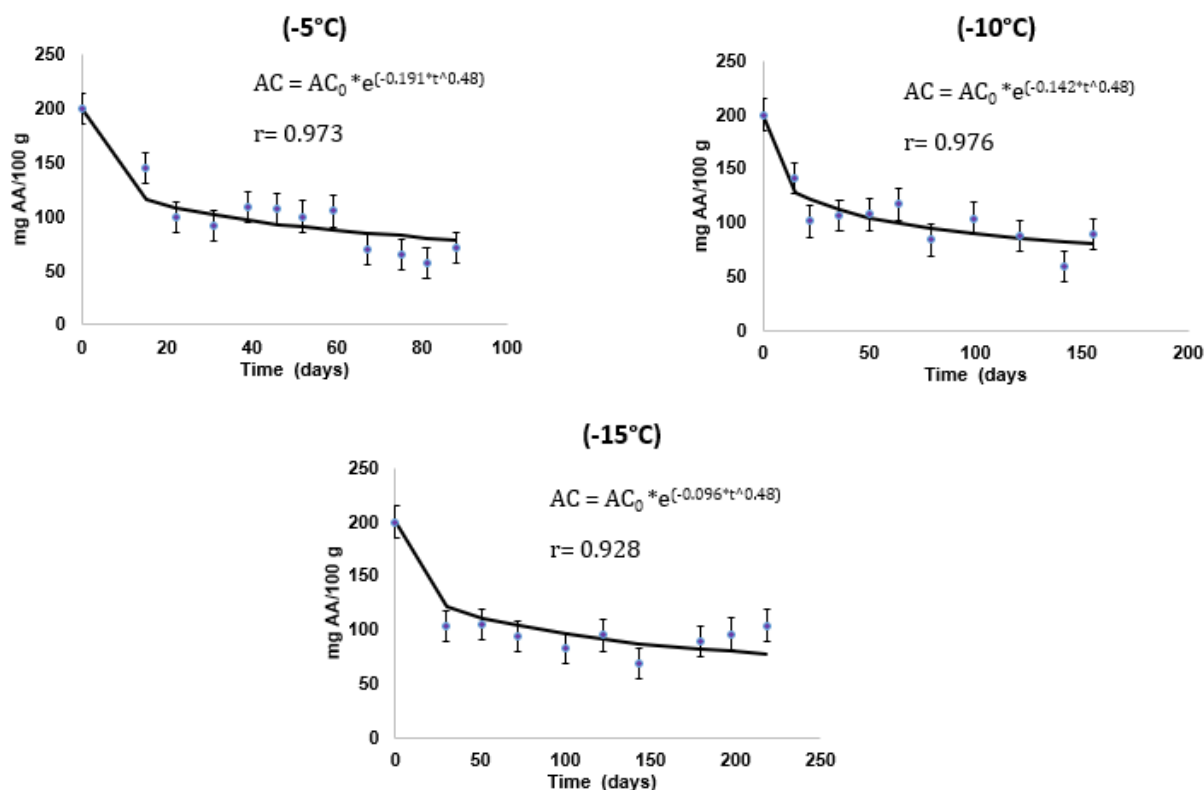 (-5°C)
250
200
150
100
50
0
mg AA/100 g
AC = AC₀ *e^(-0.191*t^0.48)
r= 0.973
0 20 40 60 80 100
Time (days)
(-10°C)
250
200
150
100
50
0
mg AA/100 g
AC = AC₀ *e^(-0.142*t^0.48)
r= 0.976
0 50 100 150 200
Time (days
(-15°C)
250
200
150
100
50
0
mg AA/100 g
AC = AC₀ *e^(-0.096*t^0.48)
r= 0.928
0 50 100 150 200 250
Time (days)